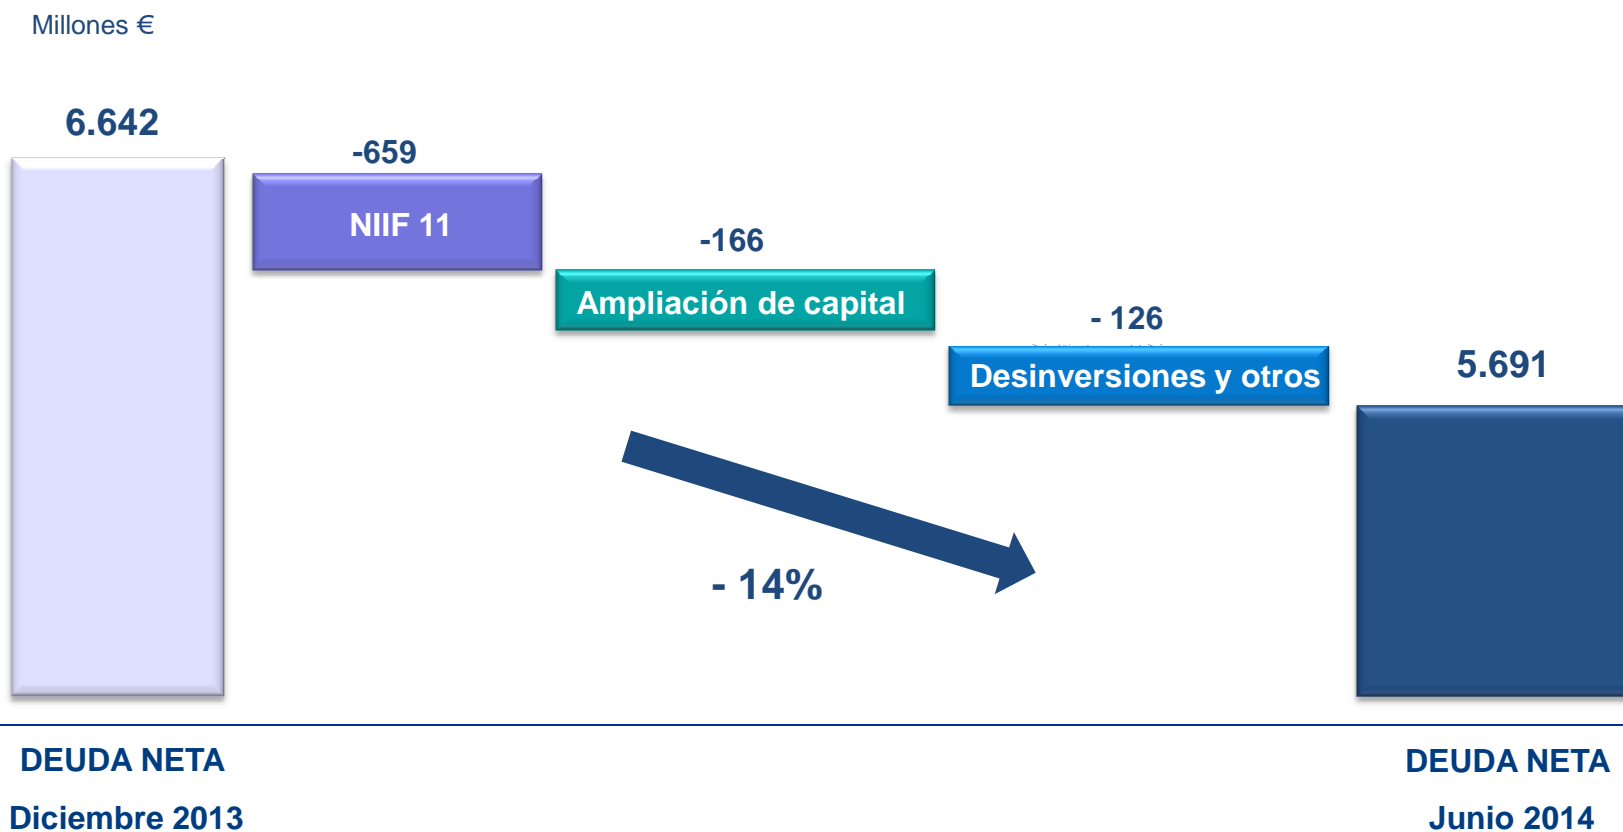 Millones €
6.642
-659
NIIF 11
-166
Ampliación de capital
- 126
Desinversiones y otros
5.691
- 14%
DEUDA NETA
Diciembre 2013
DEUDA NETA
Junio 2014